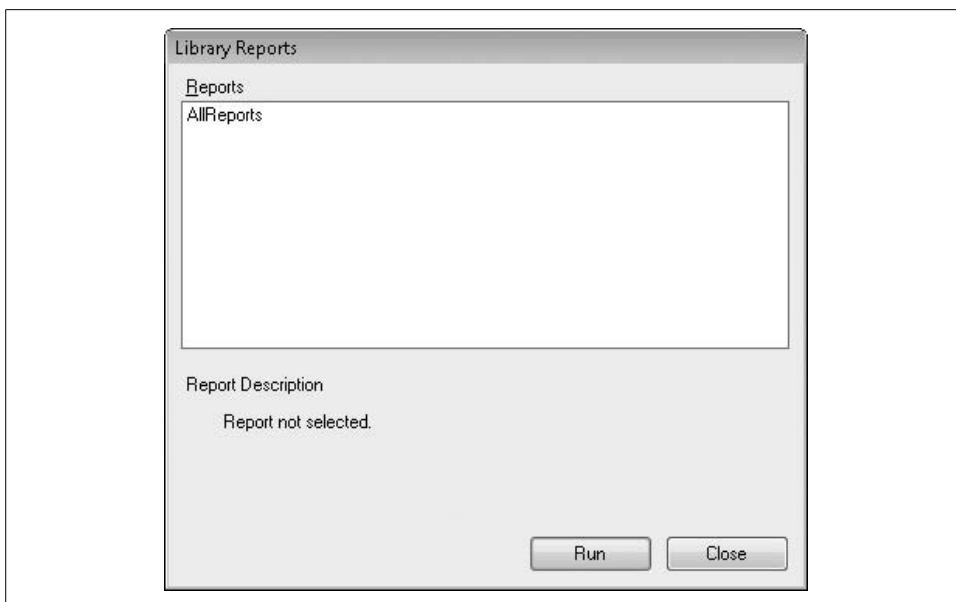 Library Reports
Reports
AllReports
Report Description
Report not selected.
Run
Close